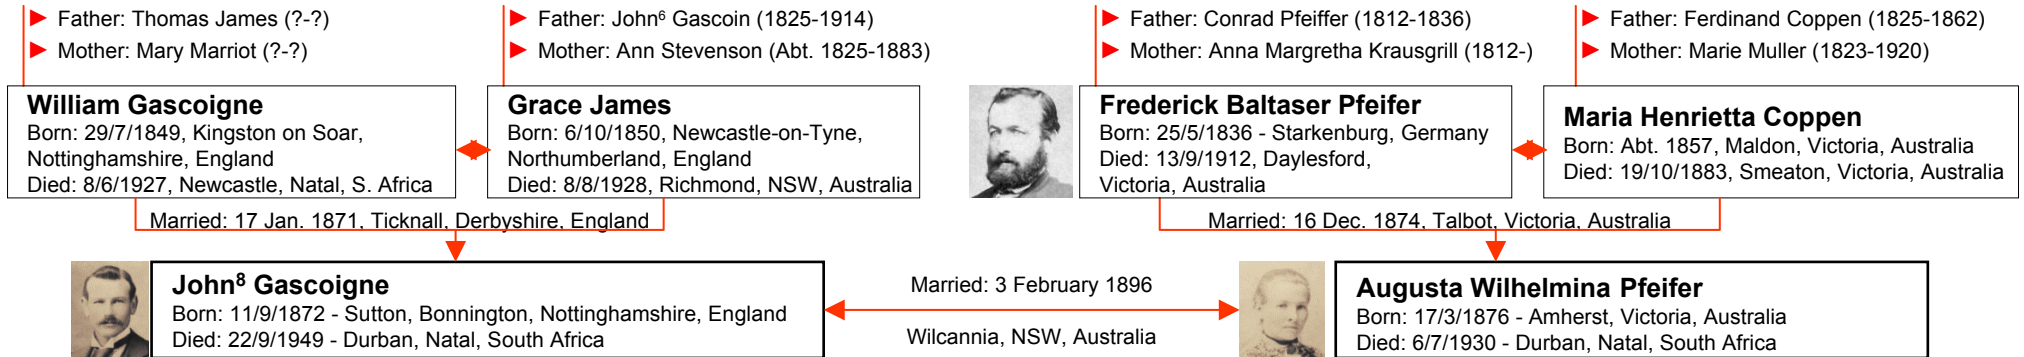 Father: Thomas James (?-?)
Mother: Mary Marriot (?-?)
Father: John⁶ Gascoin (1825-1914)
Mother: Ann Stevenson (Abt. 1825-1883)
Father: Conrad Pfeiffer (1812-1836)
Mother: Anna Margretha Krausgrill (1812-)
Father: Ferdinand Coppen (1825-1862)
Mother: Marie Muller (1823-1920)
William Gascoigne
Born: 29/7/1849, Kingston on Soar,
Nottinghamshire, England
Died: 8/6/1927, Newcastle, Natal, S. Africa
Grace James
Born: 6/10/1850, Newcastle-on-Tyne,
Northumberland, England
Died: 8/8/1928, Richmond, NSW, Australia
Frederick Baltaser Pfeifer
Born: 25/5/1836 - Starkenburg, Germany
Died: 13/9/1912, Daylesford,
Victoria, Australia
Maria Henrietta Coppen
Born: Abt. 1857, Maldon, Victoria, Australia
Died: 19/10/1883, Smeaton, Victoria, Australia
Married: 17 Jan. 1871, Ticknall, Derbyshire, England
Married: 16 Dec. 1874, Talbot, Victoria, Australia
John⁸ Gascoigne
Born: 11/9/1872 - Sutton, Bonnington, Nottinghamshire, England
Died: 22/9/1949 - Durban, Natal, South Africa
Married: 3 February 1896
Wilcannia, NSW, Australia
Augusta Wilhelmina Pfeifer
Born: 17/3/1876 - Amherst, Victoria, Australia
Died: 6/7/1930 - Durban, Natal, South Africa